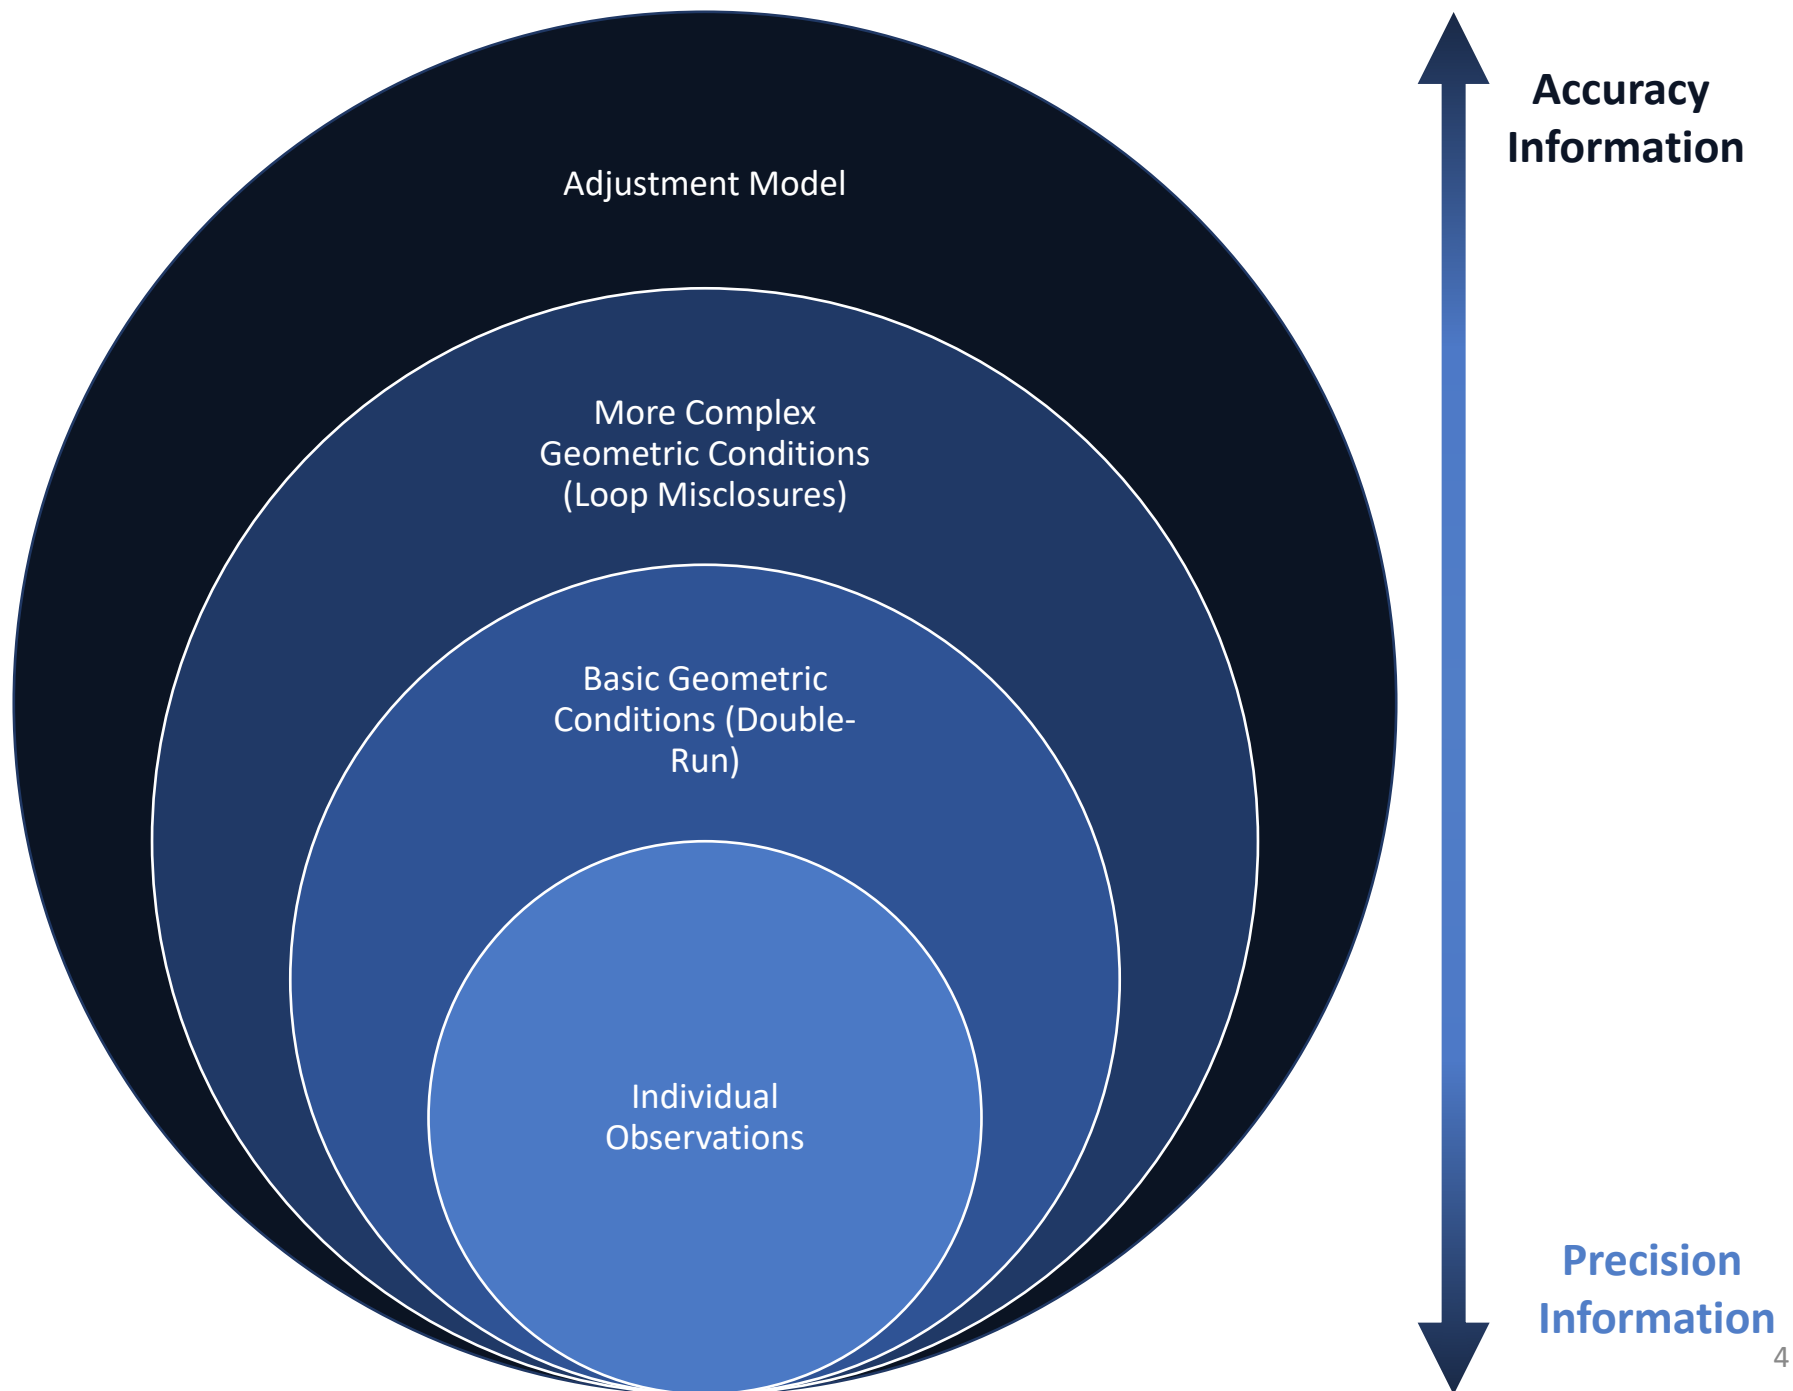 Adjustment Model
More Complex
Geometric Conditions
(Loop Misclosures)
Basic Geometric
Conditions (Double-
Run)
Individual
Observations
Accuracy
Information
Precision
Information
4